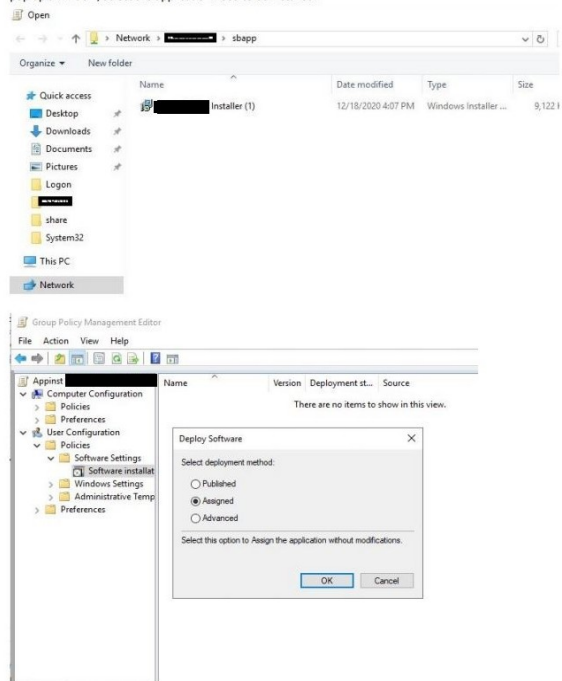 Open
Network > sbapp
Organize New folder
Name Date modified Type Size
Installer (1) 12/18/2020 4:07 PM Windows Installer ... 9,122
Quick access
Desktop
Downloads
Documents
Pictures
Logon
share
System32
This PC
Network
Group Policy Management Editor
File Action View Help
Appinst
Computer Configuration
Policies
Preferences
User Configuration
Policies
Software Settings
Software installat
Windows Settings
Administrative Temp
Preferences
Name Version Deployment st... Source
There are no items to show in this view.
Deploy Software
Select deployment method:
Published
Assigned
Advanced
Select this option to Assign the application without modifications.
OK Cancel